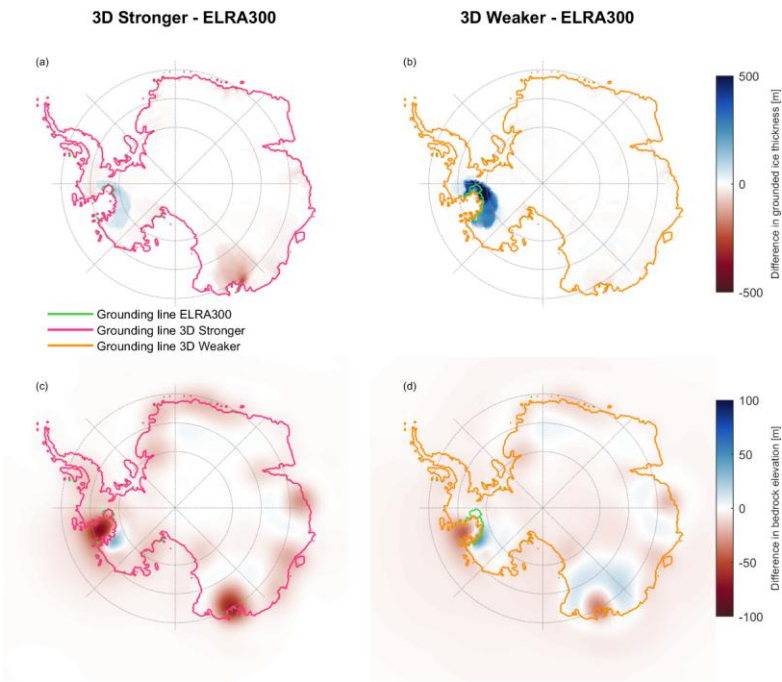 3D Stronger - ELRA300
3D Weaker - ELRA300
(a)
(b)
500
0
-500
Difference in grounded ice thickness [m]
Grounding line ELRA300
Grounding line 3D Stronger
Grounding line 3D Weaker
(c)
(d)
100
50
0
-50
-100
Difference in bedrock elevation [m]